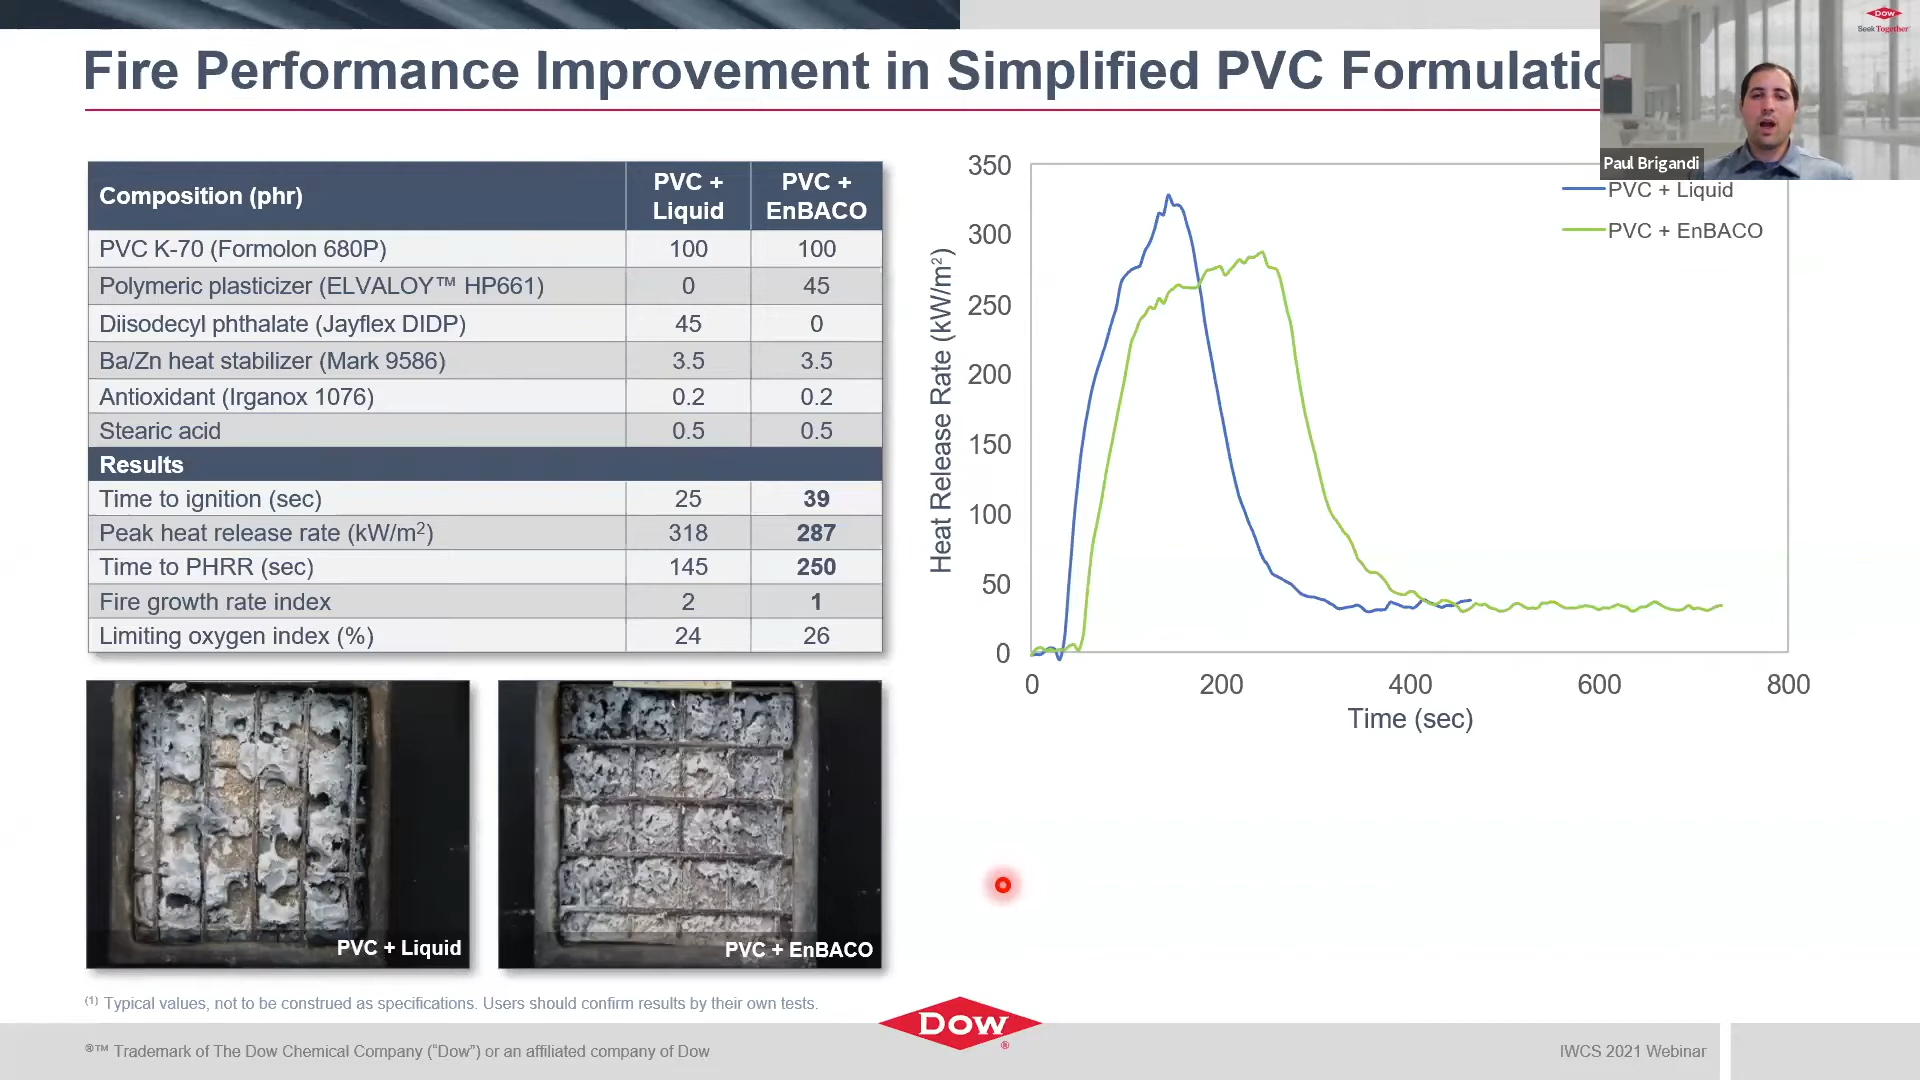 Fire Performance Improvement in Simplified PVC
DOW
Seek Together
Paul Brigandi
Composition (phr) PVC + Liquid PVC + EnBACO
PVC K-70 (Formolon 680P) 100 100
Polymeric plasticizer (ELVALOY™ HP661) 0 45
Diisodecyl phthalate (Jayflex DIDP) 45 0
Ba/Zn heat stabilizer (Mark 9586) 3.5 3.5
Antioxidant (Irganox 1076) 0.2 0.2
Stearic acid 0.5 0.5
Results
Time to ignition (sec) 25 39
Peak heat release rate (kW/m²) 318 287
Time to PHRR (sec) 145 250
Fire growth rate index 2 1
Limiting oxygen index (%) 24 26
PVC + Liquid
PVC + EnBACO
Heat Release Rate (kW/m²)
350
300
250
200
150
100
50
0
0 200 400 600 800
Time (sec)
PVC + Liquid
PVC + EnBACO
(1) Typical values, not to be construed as specifications. Users should confirm results by their own tests.
DOW ®
®™ Trademark of The Dow Chemical Company (“Dow”) or an affiliated company of Dow
IWCS 2021 Webinar